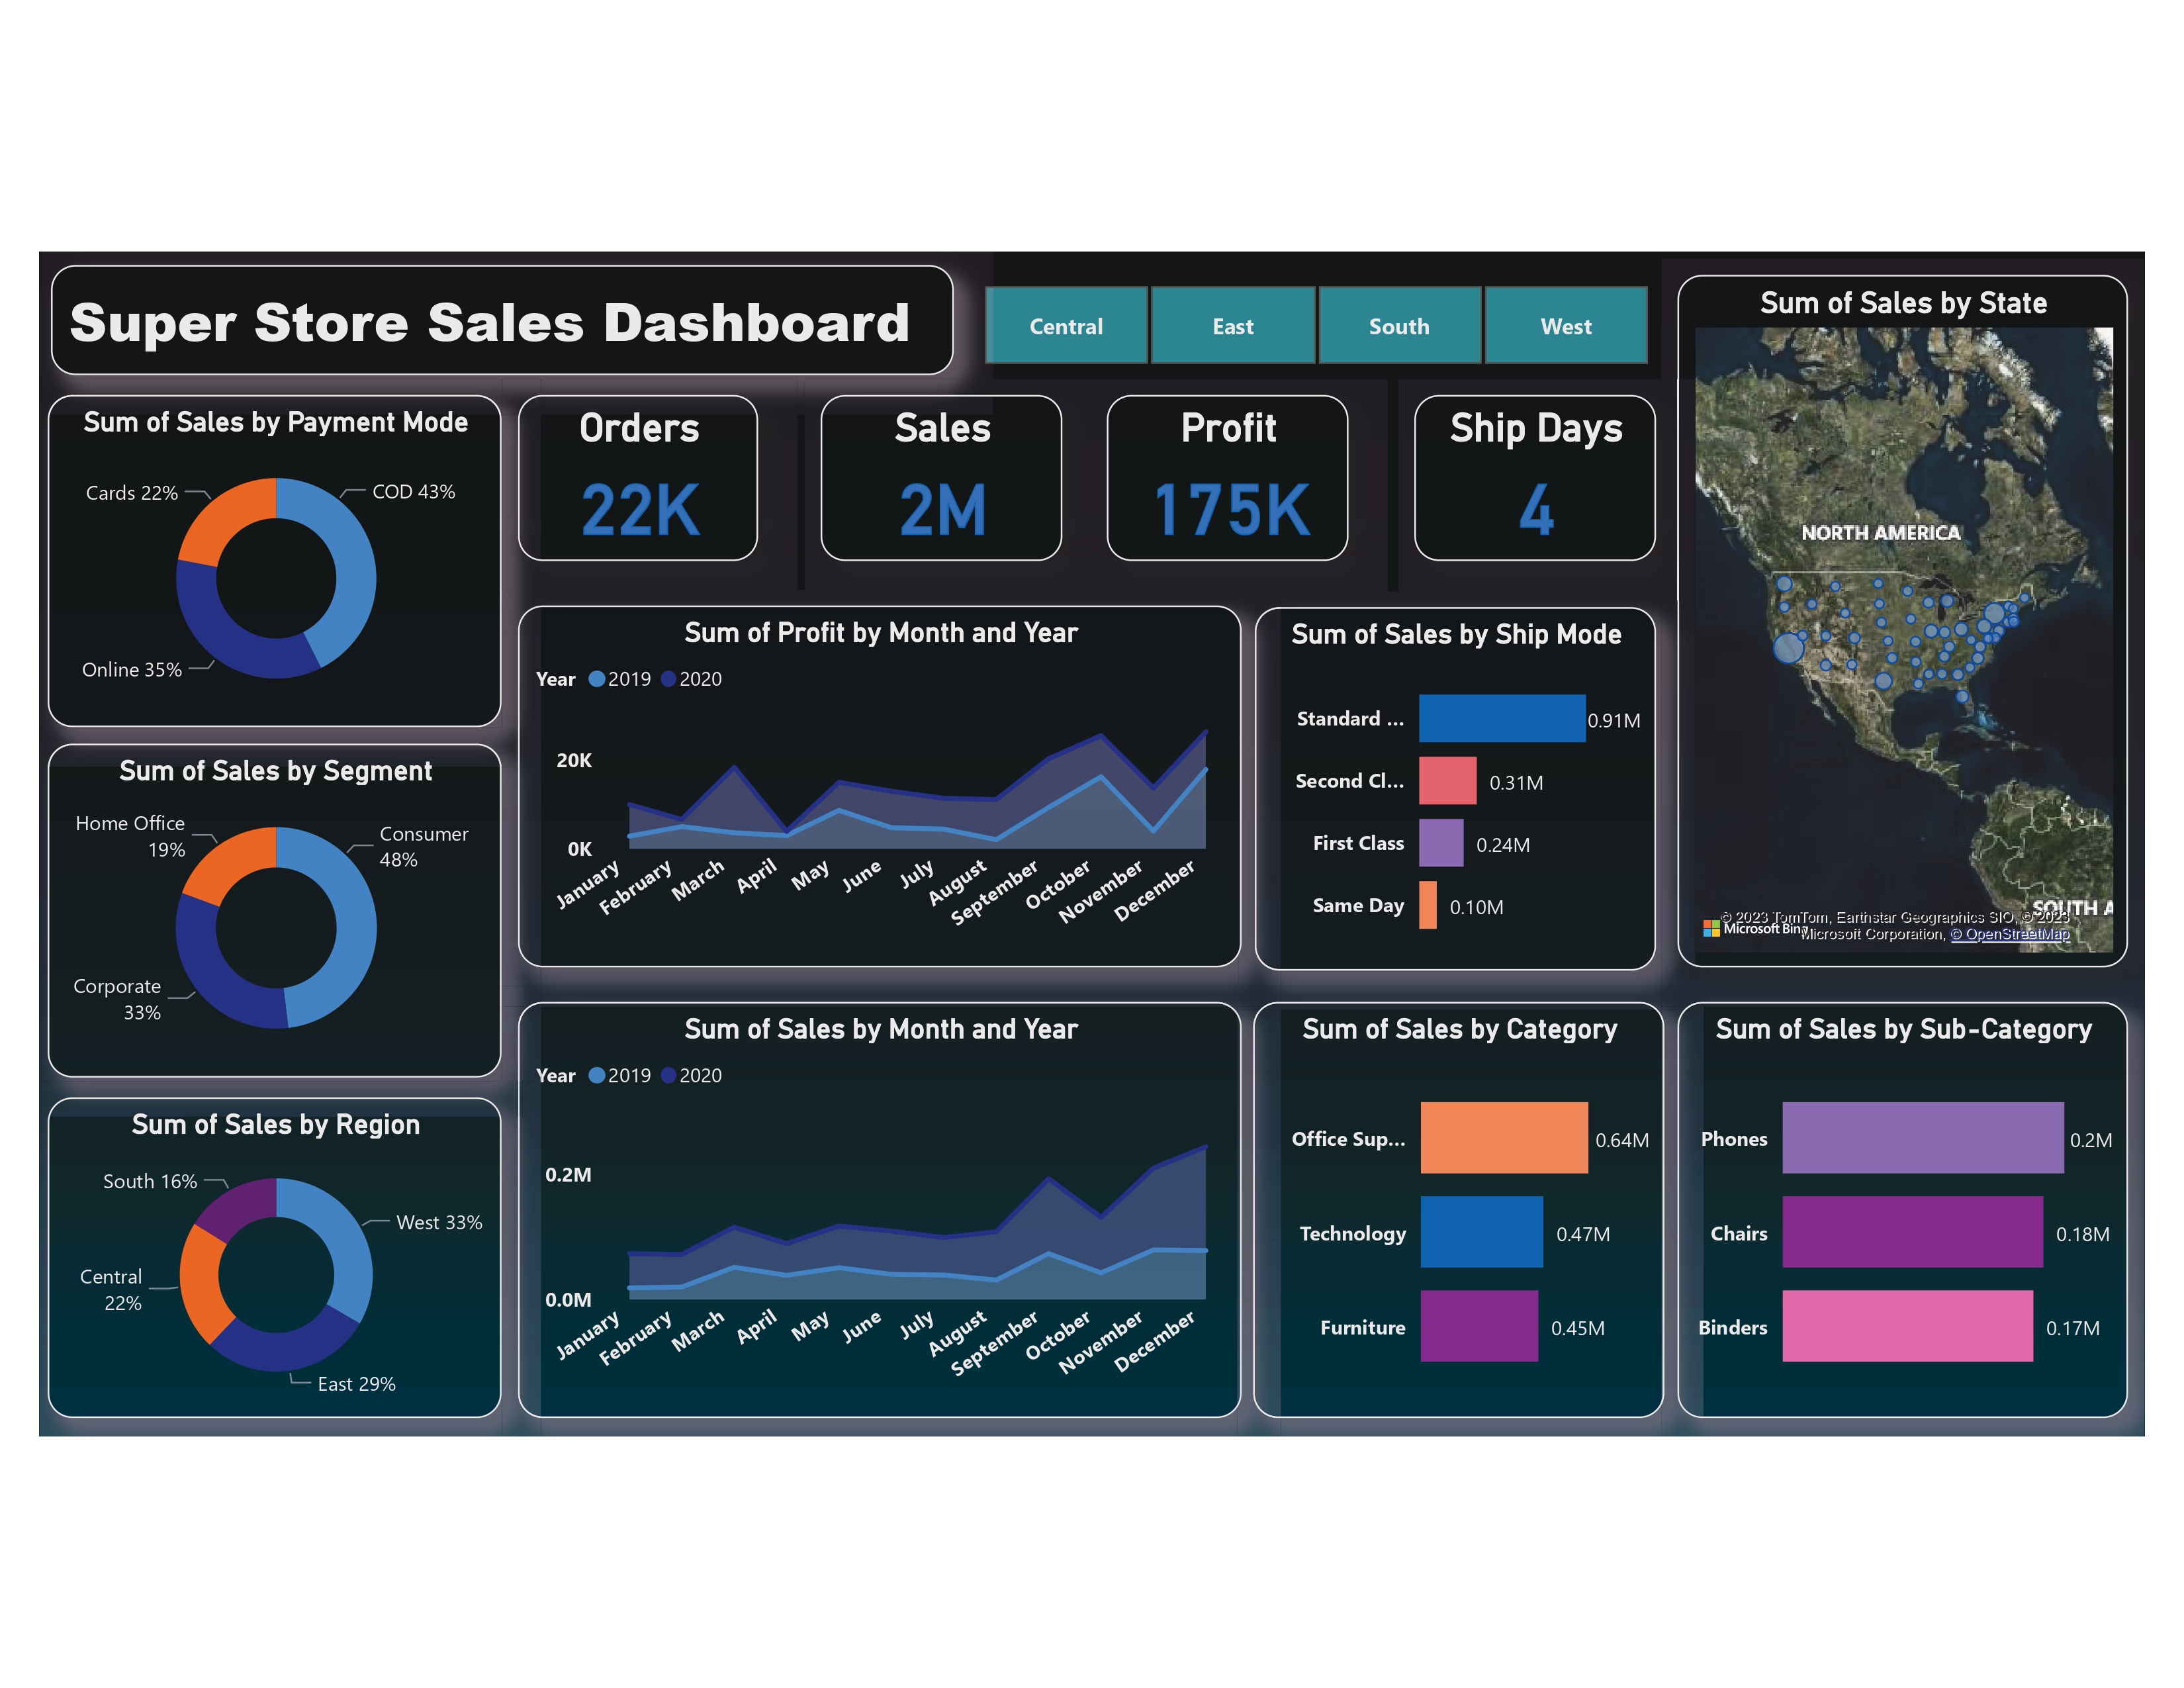 Super Store Sales Dashboard
Central
East
South
West
Sum of Sales by State
NORTH AMERICA
SOUTH A
© 2023 TomTom, Earthstar Geographics SIO, © 2023
Microsoft Corporation, © OpenStreetMap
Microsoft Bing
Sum of Sales by Payment Mode
Cards 22%
COD 43%
Online 35%
Orders
22K
Sales
2M
Profit
175K
Ship Days
4
Sum of Sales by Segment
Home Office
19%
Consumer
48%
Corporate
33%
Sum of Profit by Month and Year
Year 2019 2020
20K
0K
January
February
March
April
May
June
July
August
September
October
November
December
Sum of Sales by Ship Mode
Standard ... 0.91M
Second Cl... 0.31M
First Class 0.24M
Same Day 0.10M
Sum of Sales by Region
South 16%
West 33%
Central
22%
East 29%
Sum of Sales by Month and Year
Year 2019 2020
0.2M
0.0M
January
February
March
April
May
June
July
August
September
October
November
December
Sum of Sales by Category
Office Sup... 0.64M
Technology 0.47M
Furniture 0.45M
Sum of Sales by Sub-Category
Phones 0.2M
Chairs 0.18M
Binders 0.17M